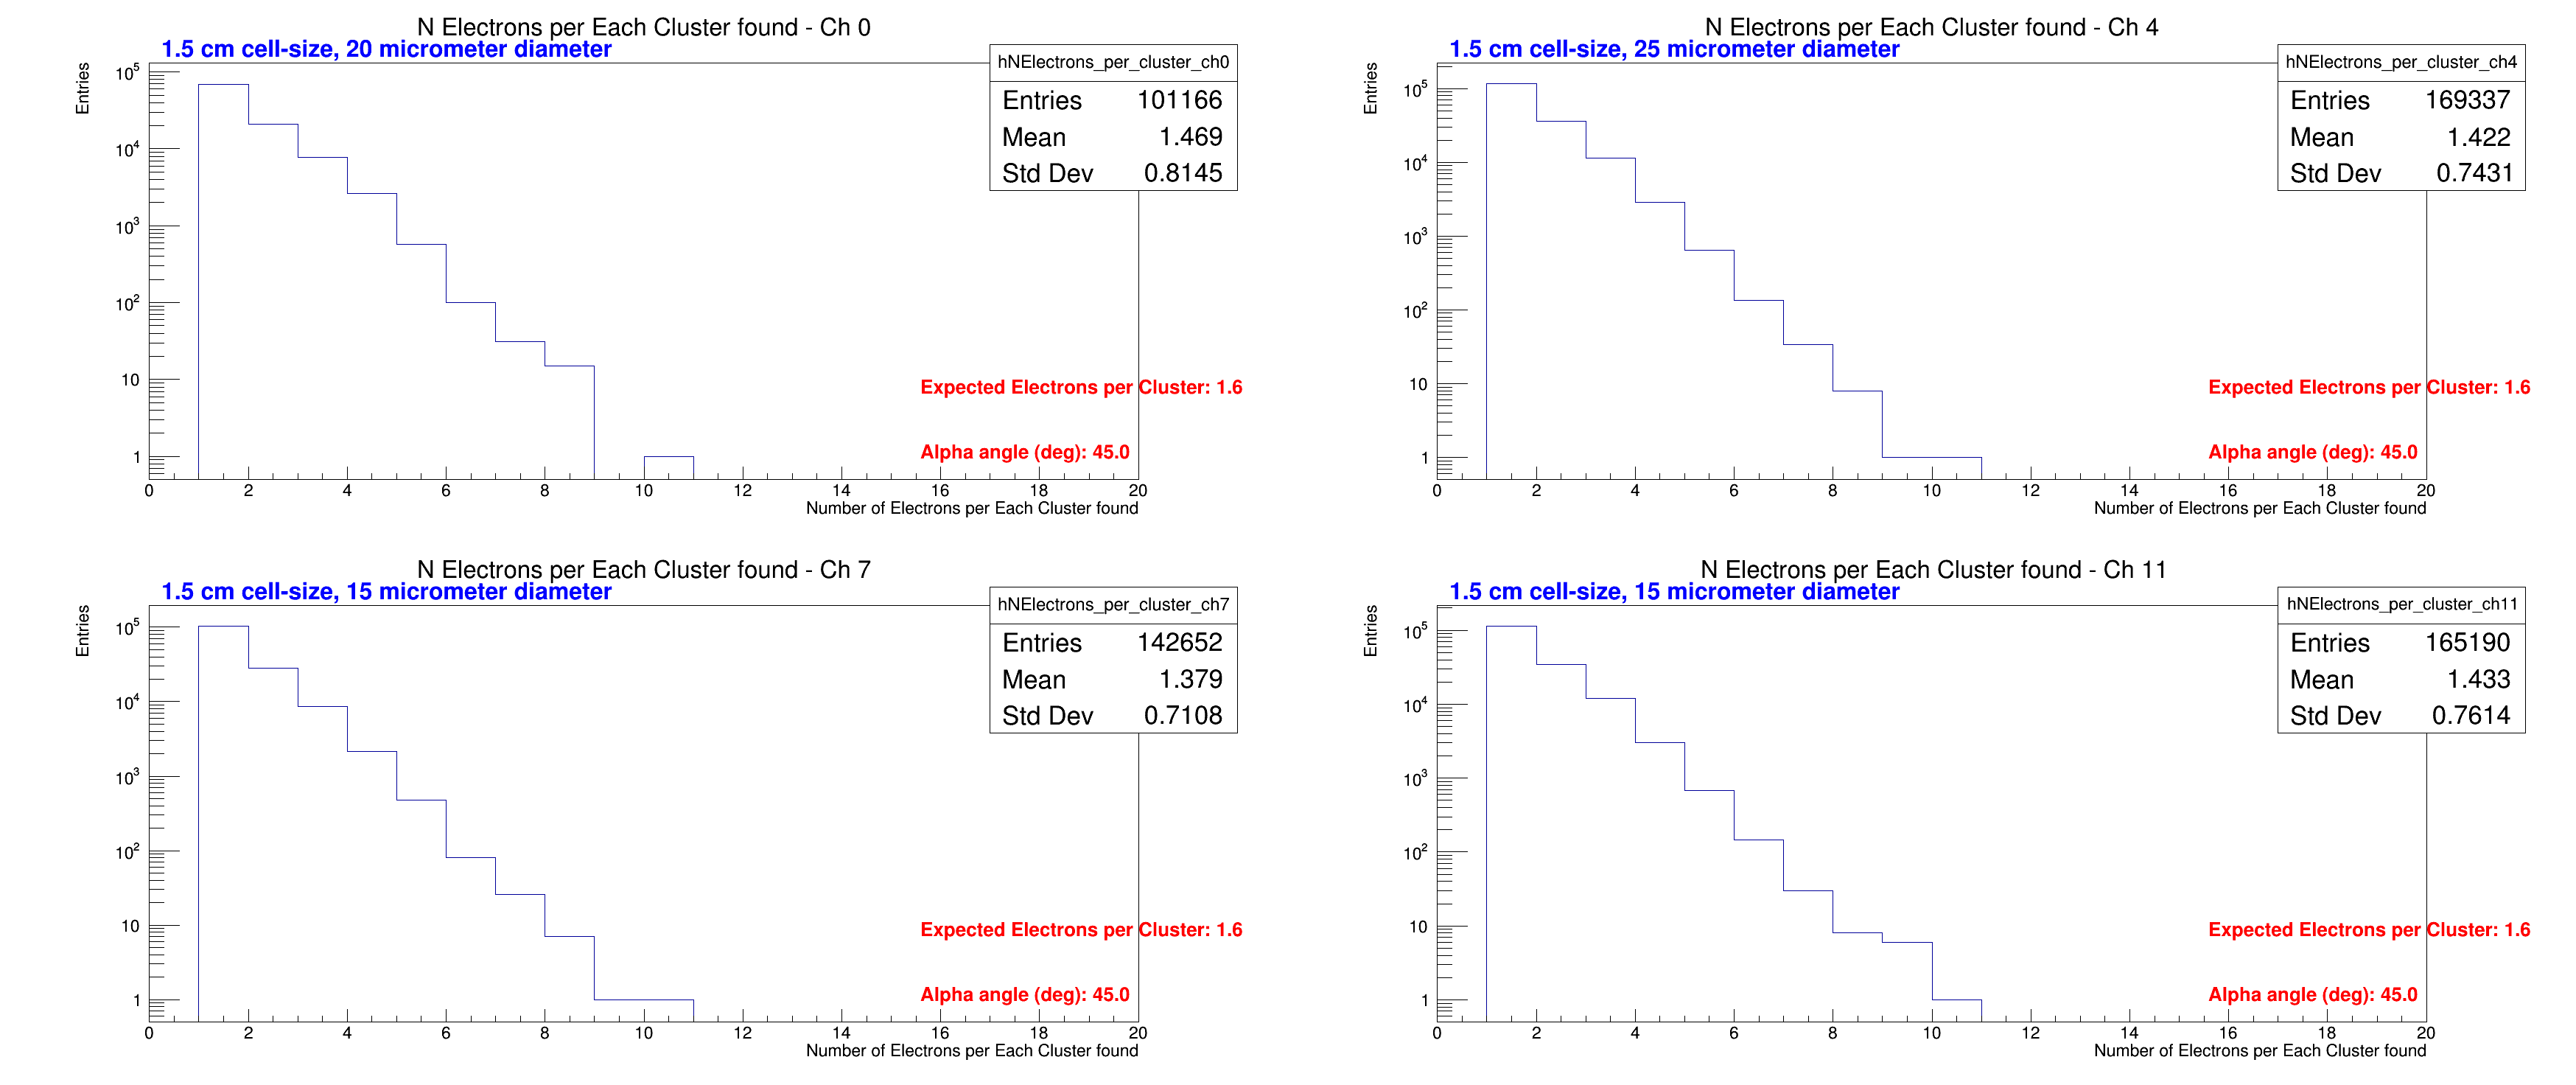 N Electrons per Each Cluster found - Ch 0
1.5 cm cell-size, 20 micrometer diameter
hNElectrons_per_cluster_ch0
Entries 101166
Mean 1.469
Std Dev 0.8145
Entries
10^5
10^4
10^3
10^2
10
1
Expected Electrons per Cluster: 1.6
Alpha angle (deg): 45.0
0 2 4 6 8 10 12 14 16 18 20
Number of Electrons per Each Cluster found
N Electrons per Each Cluster found - Ch 4
1.5 cm cell-size, 25 micrometer diameter
hNElectrons_per_cluster_ch4
Entries 169337
Mean 1.422
Std Dev 0.7431
Entries
10^5
10^4
10^3
10^2
10
1
Expected Electrons per Cluster: 1.6
Alpha angle (deg): 45.0
0 2 4 6 8 10 12 14 16 18 20
Number of Electrons per Each Cluster found
N Electrons per Each Cluster found - Ch 7
1.5 cm cell-size, 15 micrometer diameter
hNElectrons_per_cluster_ch7
Entries 142652
Mean 1.379
Std Dev 0.7108
Entries
10^5
10^4
10^3
10^2
10
1
Expected Electrons per Cluster: 1.6
Alpha angle (deg): 45.0
0 2 4 6 8 10 12 14 16 18 20
Number of Electrons per Each Cluster found
N Electrons per Each Cluster found - Ch 11
1.5 cm cell-size, 15 micrometer diameter
hNElectrons_per_cluster_ch11
Entries 165190
Mean 1.433
Std Dev 0.7614
Entries
10^5
10^4
10^3
10^2
10
1
Expected Electrons per Cluster: 1.6
Alpha angle (deg): 45.0
0 2 4 6 8 10 12 14 16 18 20
Number of Electrons per Each Cluster found